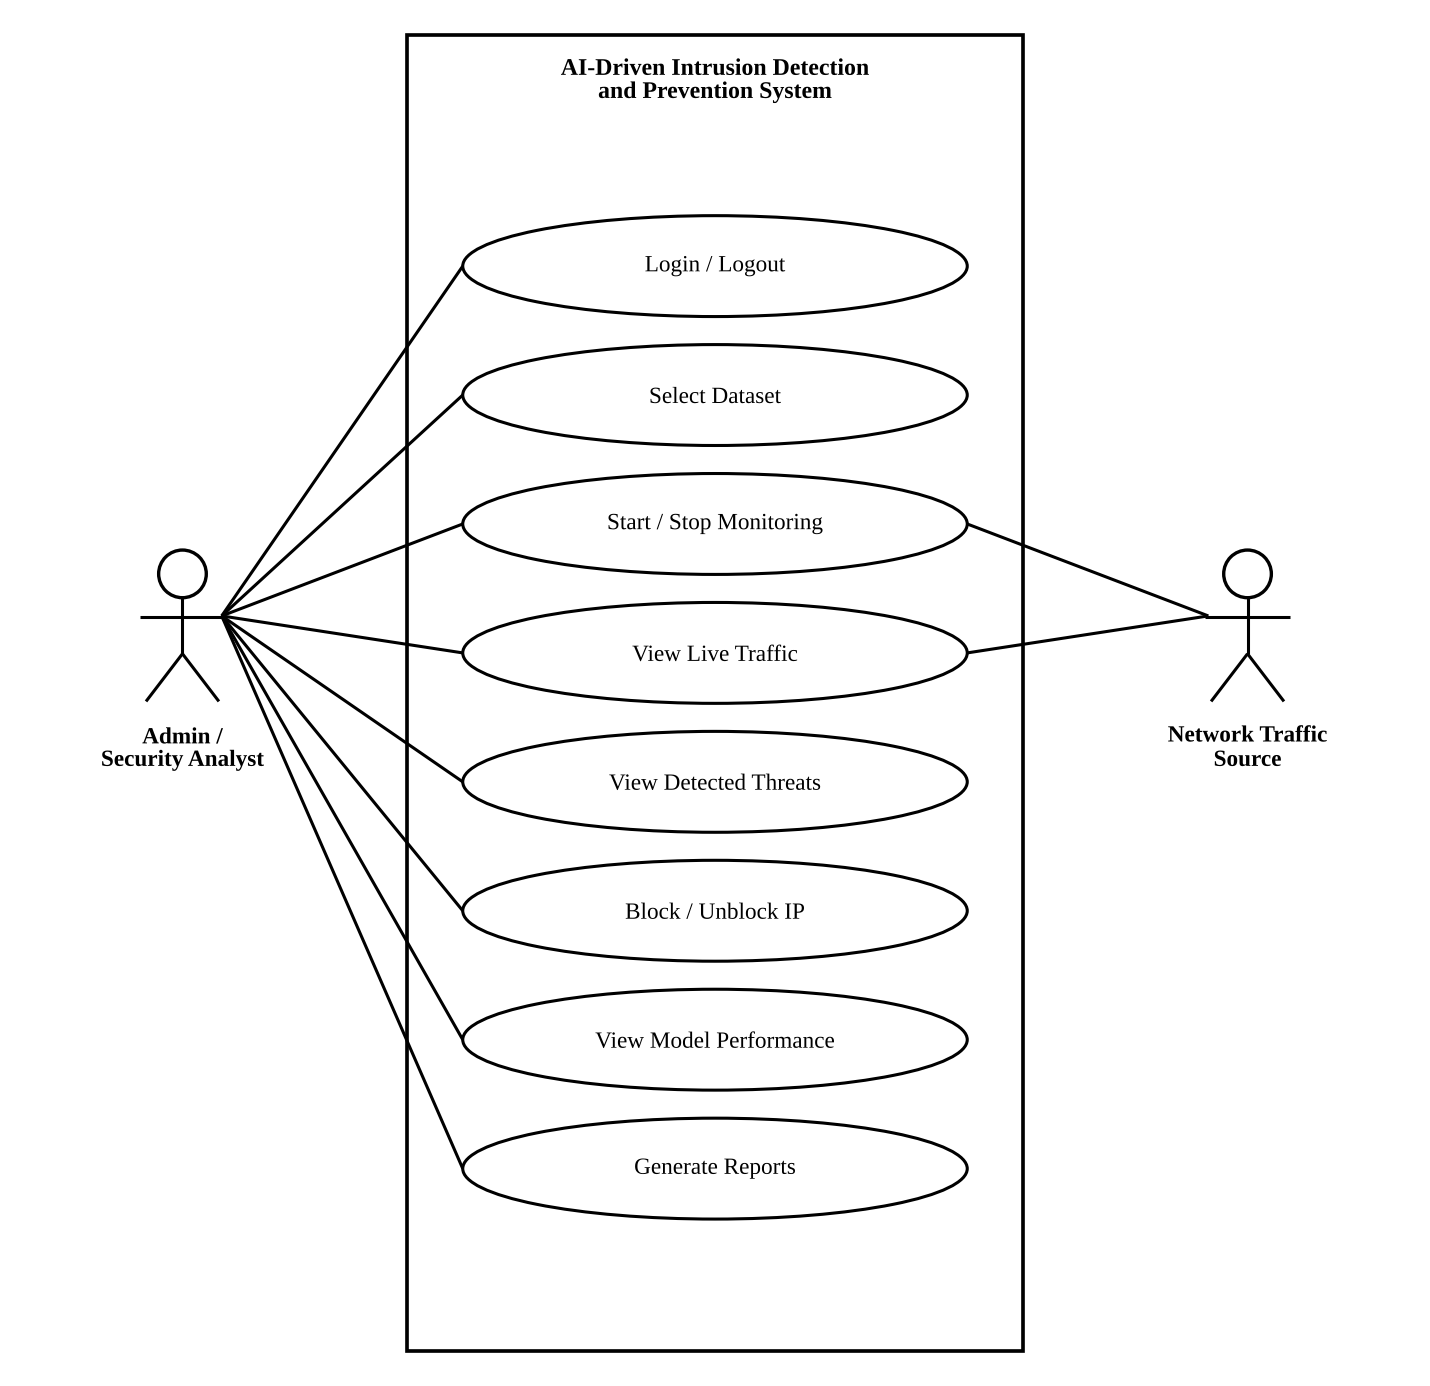 AI-Driven Intrusion Detection
and Prevention System
Login / Logout
Select Dataset
Start / Stop Monitoring
View Live Traffic
View Detected Threats
Block / Unblock IP
View Model Performance
Generate Reports
Admin /
Security Analyst
Network Traffic
Source